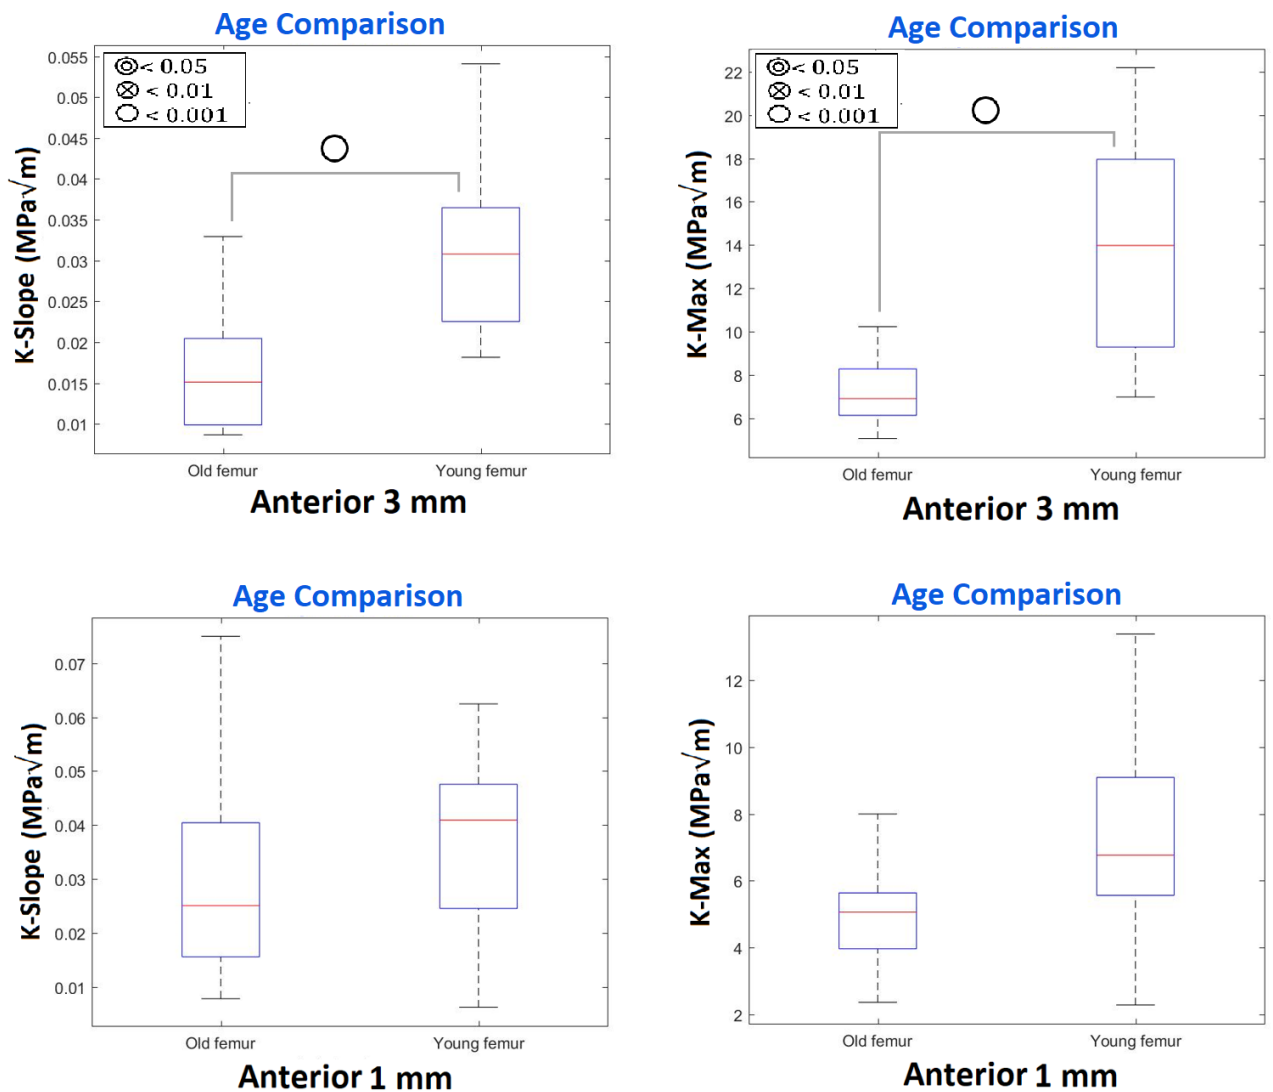 Age Comparison
K-Slope (MPa√m)
0.055
0.05
0.045
0.04
0.035
0.03
0.025
0.02
0.015
0.01
◎< 0.05
⊗< 0.01
○< 0.001
○
Old femur Young femur
Anterior 3 mm
Age Comparison
K-Max (MPa√m)
22
20
18
16
14
12
10
8
6
◎< 0.05
⊗< 0.01
○< 0.001
○
Old femur Young femur
Anterior 3 mm
Age Comparison
K-Slope (MPa√m)
0.07
0.06
0.05
0.04
0.03
0.02
0.01
Old femur Young femur
Anterior 1 mm
Age Comparison
K-Max (MPa√m)
12
10
8
6
4
2
Old femur Young femur
Anterior 1 mm